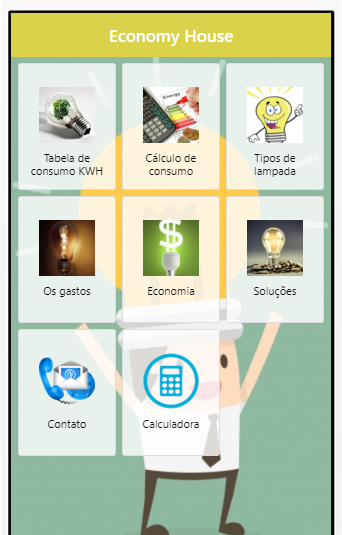 Economy House
Tabela de
consumo KWH
Cálculo de
consumo
Tipos de
lampada
Os gastos
Economia
Soluções
Contato
Calculadora